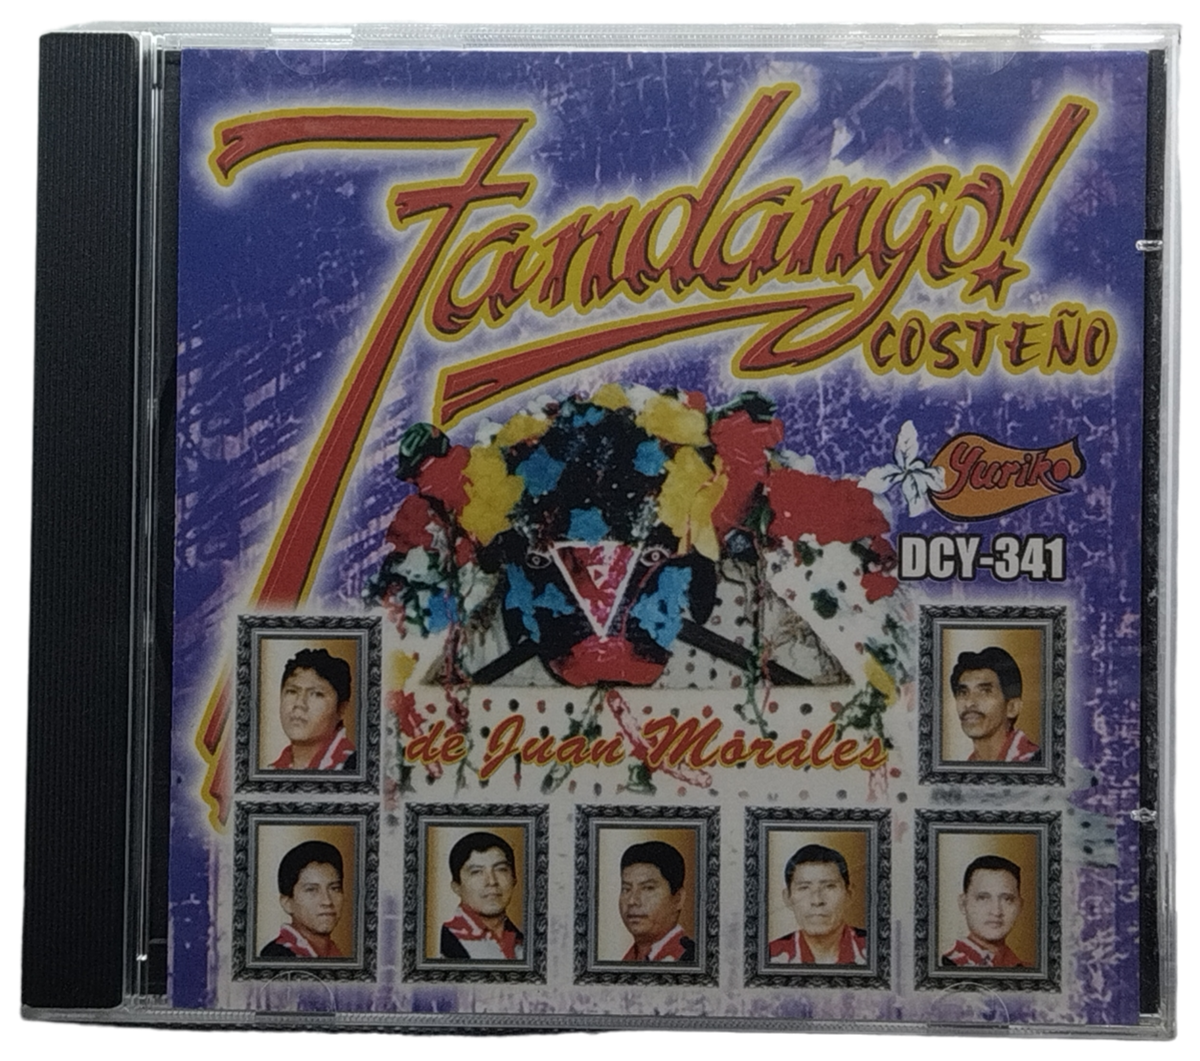 Fandango!
COSTEÑO
Yuriko
DCY-341
de Juan Morales